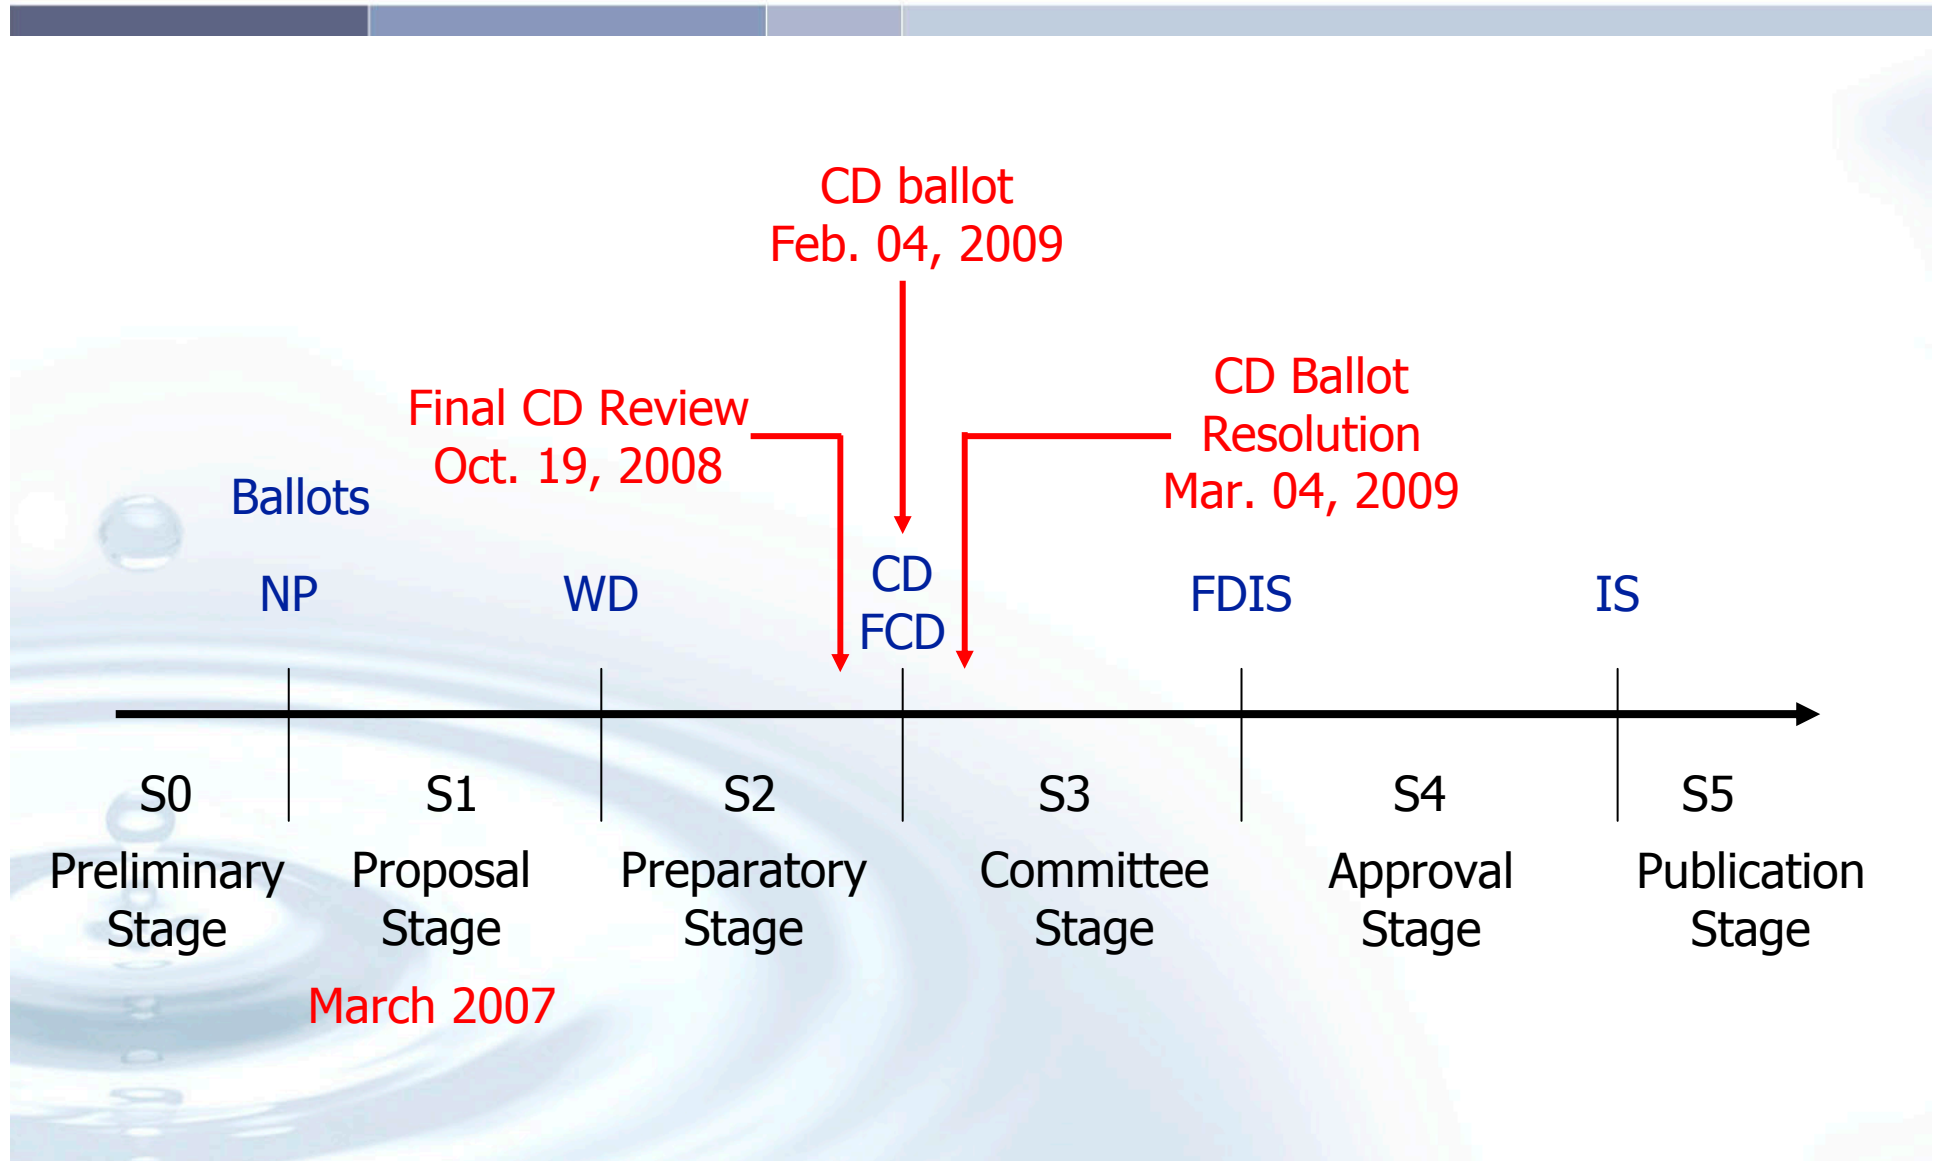 CD ballot
Feb. 04, 2009
Final CD Review
Oct. 19, 2008
CD Ballot
Resolution
Mar. 04, 2009
Ballots
NP
WD
CD
FCD
FDIS
IS
S0
S1
S2
S3
S4
S5
Preliminary
Stage
Proposal
Stage
Preparatory
Stage
Committee
Stage
Approval
Stage
Publication
Stage
March 2007